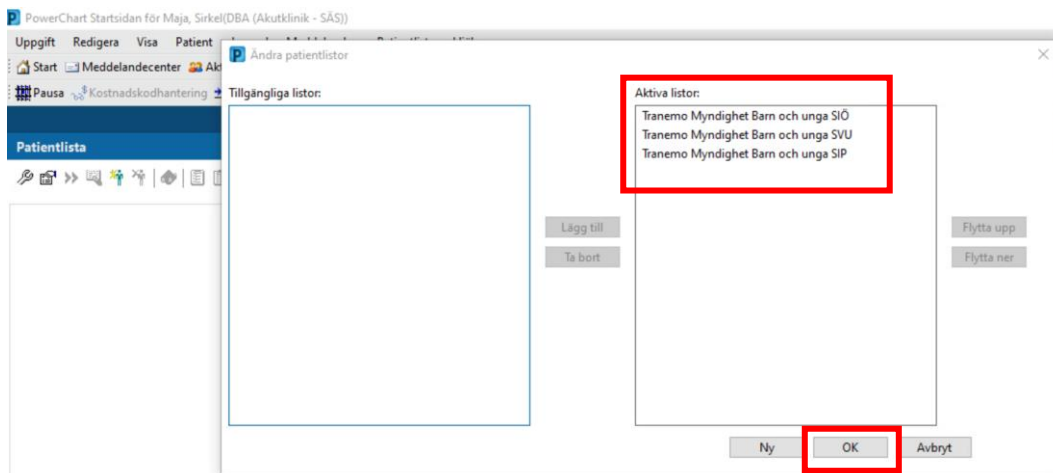 PowerChart Startsidan för Maja, Sirkel(DBA (Akutklinik - SÄS))
Uppgift Redigera Visa Patient
Ändra patientlistor
Start Meddelandecenter
Pausa Kostnadskodhantering
Tillgängliga listor:
Aktiva listor:
Tranemo Myndighet Barn och unga SIÖ
Tranemo Myndighet Barn och unga SVU
Tranemo Myndighet Barn och unga SIP
Patientlista
Lägg till
Ta bort
Flytta upp
Flytta ner
Ny OK Avbryt